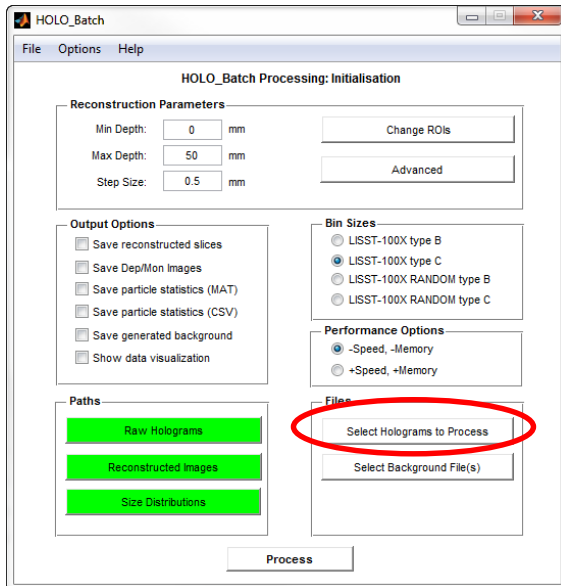 HOLO_Batch
File Options Help
HOLO_Batch Processing: Initialisation
Reconstruction Parameters
Min Depth: 0 mm
Max Depth: 50 mm
Step Size: 0.5 mm
Change ROIs
Advanced
Output Options
Save reconstructed slices
Save Dep/Mon Images
Save particle statistics (MAT)
Save particle statistics (CSV)
Save generated background
Show data visualization
Bin Sizes
LISST-100X type B
LISST-100X type C
LISST-100X RANDOM type B
LISST-100X RANDOM type C
Performance Options
-Speed, -Memory
+Speed, +Memory
Paths
Raw Holograms
Reconstructed Images
Size Distributions
Files
Select Holograms to Process
Select Background File(s)
Process